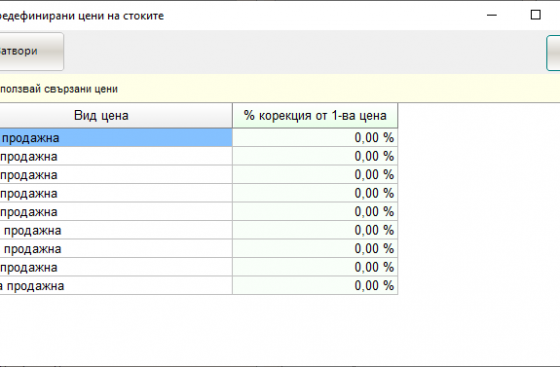 редефинирани цени на стоките
атвори
ползвай свързани цени
Вид цена % корекция от 1-ва цена
продажна 0,00 %
продажна 0,00 %
продажна 0,00 %
продажна 0,00 %
продажна 0,00 %
продажна 0,00 %
продажна 0,00 %
продажна 0,00 %
а продажна 0,00 %